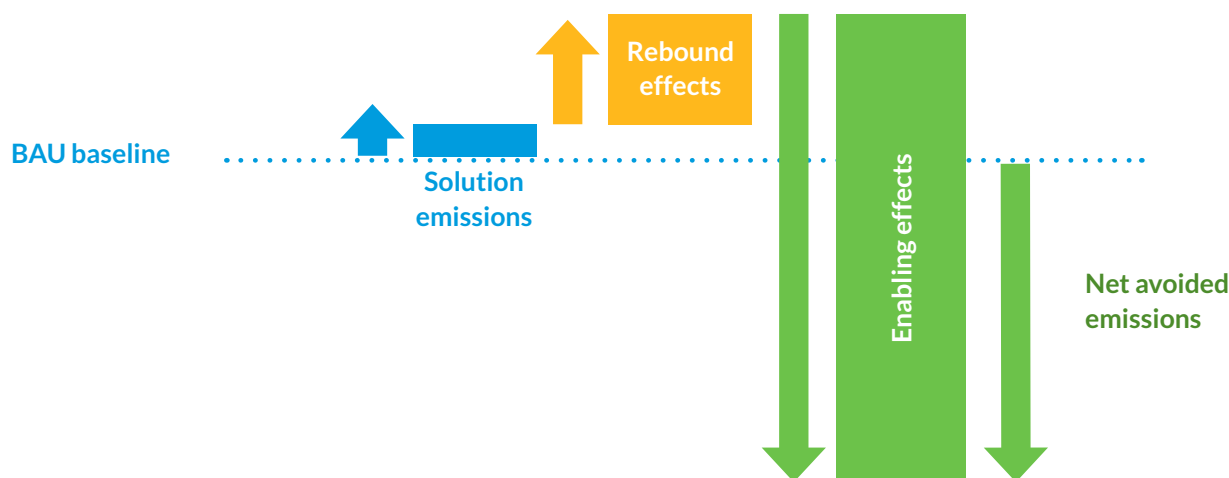 Rebound
effects
BAU baseline
Solution
emissions
Enabling effects
Net avoided
emissions